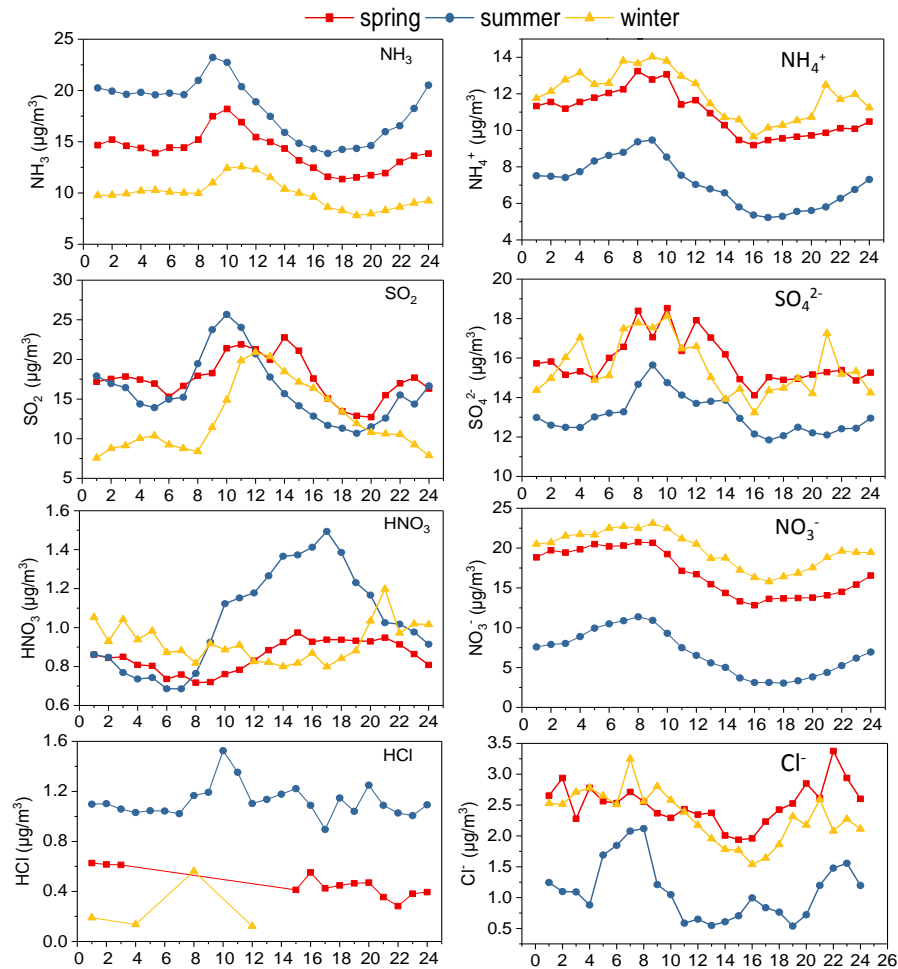 spring summer winter
NH₃
NH₃ (µg/m³)
25
20
15
10
5
0 2 4 6 8 10 12 14 16 18 20 22 24
NH₄⁺
NH₄⁺ (µg/m³)
14
12
10
8
6
4
0 2 4 6 8 10 12 14 16 18 20 22 24
SO₂
SO₂ (µg/m³)
30
25
20
15
10
5
0 2 4 6 8 10 12 14 16 18 20 22 24
SO₄²⁻
SO₄²⁻ (µg/m³)
20
18
16
14
12
10
0 2 4 6 8 10 12 14 16 18 20 22 24
HNO₃
HNO₃ (µg/m³)
1.6
1.4
1.2
1.0
0.8
0.6
0 2 4 6 8 10 12 14 16 18 20 22 24
NO₃⁻
NO₃⁻ (µg/m³)
25
20
15
10
5
0
0 2 4 6 8 10 12 14 16 18 20 22 24
HCl
HCl (µg/m³)
1.6
1.2
0.8
0.4
0.0
0 2 4 6 8 10 12 14 16 18 20 22 24
Cl⁻
Cl⁻ (µg/m³)
3.5
3.0
2.5
2.0
1.5
1.0
0.5
0 2 4 6 8 10 12 14 16 18 20 22 24 26